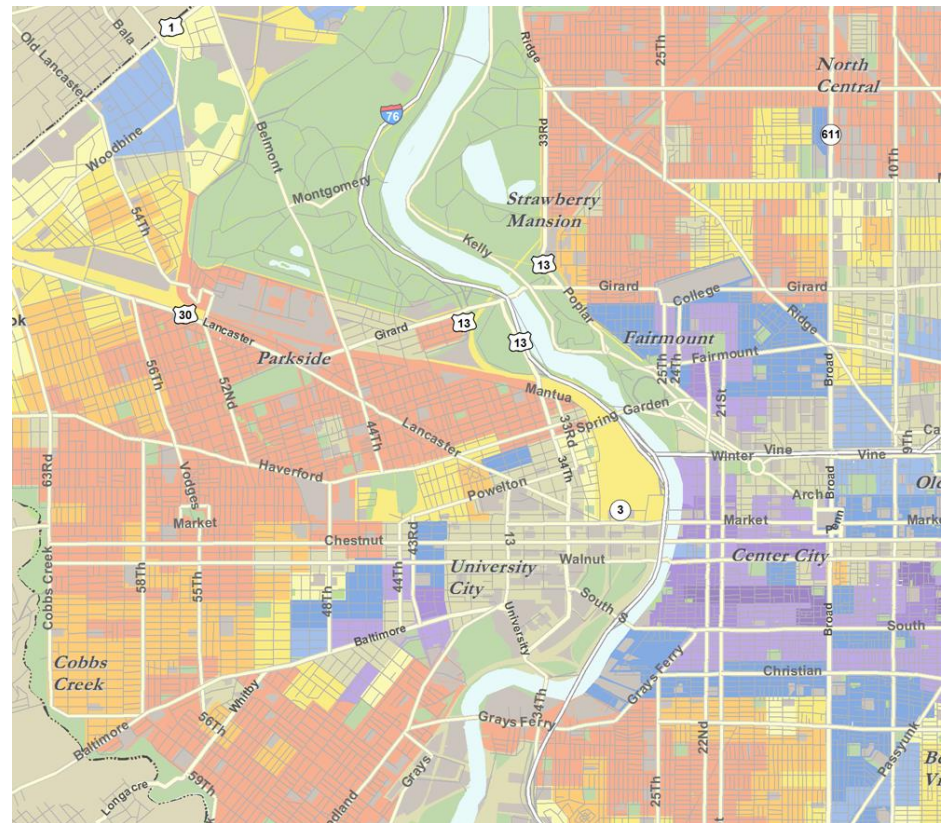 1
Bala
Old Lancaster
Ridge
25Th
North
Central
76
Woodbine
Belmont
33Rd
611
10Th
Montgomery
54Th
Strawberry
Mansion
Kelly
13
Poplar
Girard
College
Girard
30
Lancaster
Girard
13
13
Ridge
Parkside
Fairmount
25Th
24Th
Fairmount
Broad
56Th
52Nd
Mantua
21St
44Th
Lancaster
33Rd
Spring Garden
63Rd
Haverford
34Th
Winter
Vine
Vine
9Th
Vodges
Powelton
Arch
Broad
Market
3
Market
Penn
Chestnut
43Rd
13
Walnut
Center City
Cobbs Creek
58Th
55Th
48Th
44Th
University
City
South
South
Broad
Baltimore
University
Cobbs
Creek
Christian
Grays Ferry
Whitby
34Th
Baltimore
56Th
Grays Ferry
22Nd
Passyunk
59Th
Grays
25Th
Longacre